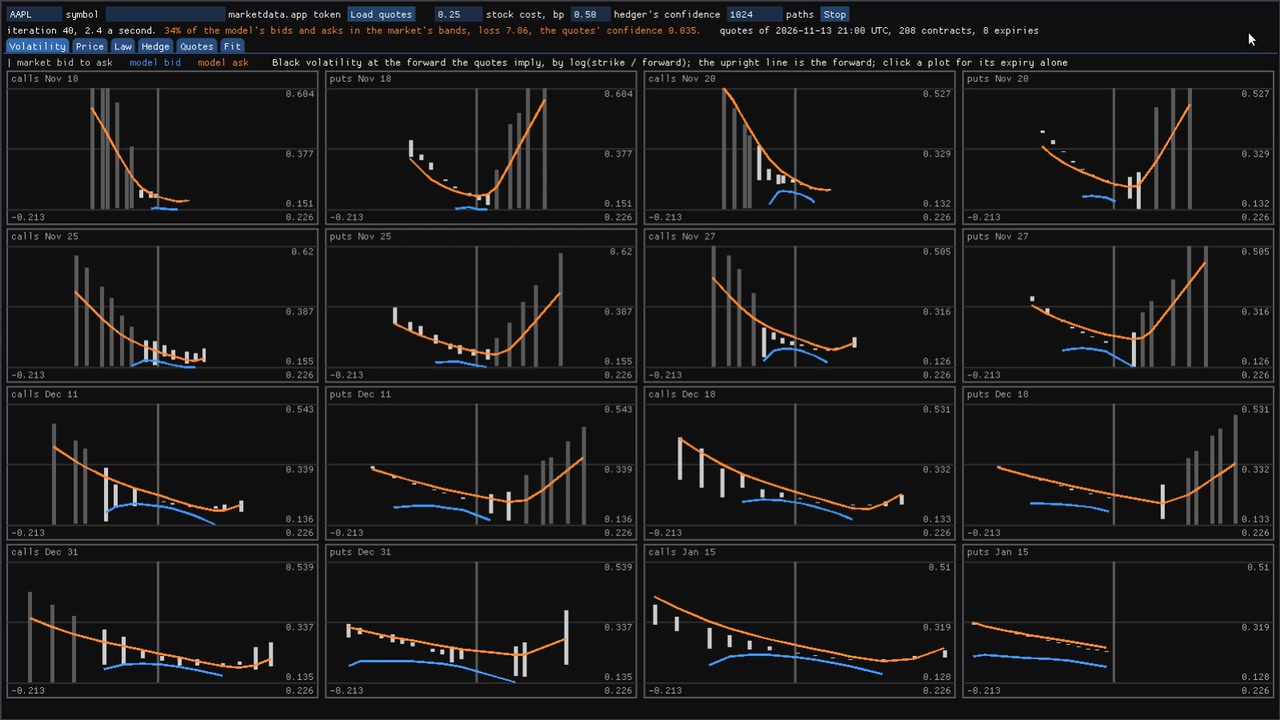 AAPL symbol marketdata.app token Load quotes 0.25 stock cost, bp 0.50 hedger's confidence 1024 paths Stop
iteration 40, 2.4 a second. 34% of the model's bids and asks in the market's bands, loss 7.86, the quotes' confidence 0.035. quotes of 2026-11-13 21:00 UTC, 208 contracts, 8 expiries
Volatility Price Law Hedge Quotes Fit
| market bid to ask model bid model ask Black volatility at the forward the quotes imply, by log(strike / forward); the upright line is the forward; click a plot for its expiry alone
calls Nov 18 puts Nov 18 calls Nov 20 puts Nov 20
0.604 0.604 0.527 0.527
0.377 0.377 0.329 0.329
0.151 0.151 0.132 0.132
-0.213 0.226 -0.213 0.226 -0.213 0.226 -0.213 0.226
calls Nov 25 puts Nov 25 calls Nov 27 puts Nov 27
0.62 0.62 0.505 0.505
0.387 0.387 0.316 0.316
0.155 0.155 0.126 0.126
-0.213 0.226 -0.213 0.226 -0.213 0.226 -0.213 0.226
calls Dec 11 puts Dec 11 calls Dec 18 puts Dec 18
0.543 0.543 0.531 0.531
0.339 0.339 0.332 0.332
0.136 0.136 0.133 0.133
-0.213 0.226 -0.213 0.226 -0.213 0.226 -0.213 0.226
calls Dec 31 puts Dec 31 calls Jan 15 puts Jan 15
0.539 0.539 0.51 0.51
0.337 0.337 0.319 0.319
0.135 0.135 0.128 0.128
-0.213 0.226 -0.213 0.226 -0.213 0.226 -0.213 0.226